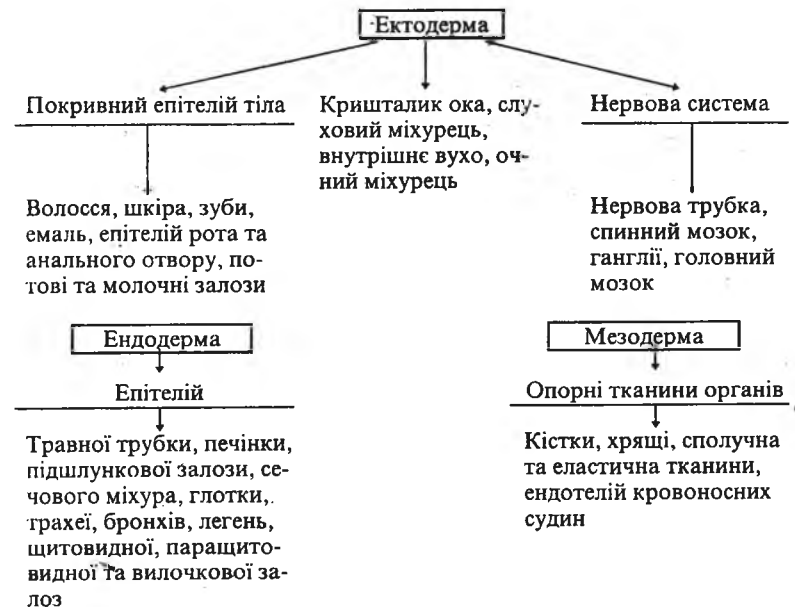 Ектодерма
Покривний епітелій тіла
Волосся, шкіра, зуби,
емаль, епітелій рота та
анального отвору, по-
тові та молочні залози
Кришталик ока, слу-
ховий міхурець,
внутрішнє вухо, оч-
ний міхурець
Нервова система
Нервова трубка,
спинний мозок,
ганглії, головний
мозок
Ендодерма
Епітелій
Травної трубки, печінки,
підшлункової залози, се-
чового міхура, глотки,
трахеї, бронхів, легень,
щитовидної, паращито-
видної та вилочкової за-
лоз
Мезодерма
Опорні тканини органів
Кістки, хрящі, сполучна
та еластична тканини,
ендотелій кровоносних
судин